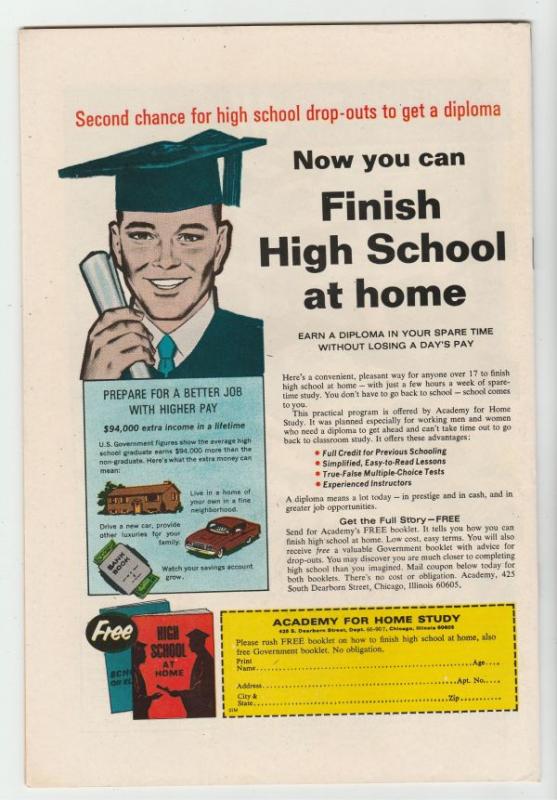 Second chance for high school drop-outs to get a diploma
Now you can
Finish
High School
at home
EARN A DIPLOMA IN YOUR SPARE TIME
WITHOUT LOSING A DAY'S PAY
Here's a convenient, pleasant way for anyone over 17 to finish
high school at home — with just a few hours a week of spare-
time study. You don't have to go back to school — school comes
to you.
This practical program is offered by Academy for Home
Study. It was planned especially for working men and women
who need a diploma to get ahead and can't take time out to go
back to classroom study. It offers these advantages:
• Full Credit for Previous Schooling
• Simplified, Easy-to-Read Lessons
• True-False Multiple-Choice Tests
• Experienced Instructors
A diploma means a lot today — in prestige and in cash, and in
greater job opportunities.
Get the Full Story—FREE
Send for Academy's FREE booklet. It tells you how you can
finish high school at home. Low cost, easy terms. You will also
receive free a valuable Government booklet with advice for
drop-outs. You may discover you are much closer to completing
high school than you imagined. Mail coupon below today for
both booklets. There's no cost or obligation. Academy, 425
South Dearborn Street, Chicago, Illinois 60605.
PREPARE FOR A BETTER JOB
WITH HIGHER PAY
$94,000 extra income in a lifetime
U.S. Government figures show the average high
school graduate earns $94,000 more than the
non-graduate. Here's what the extra money can
mean:
Live in a home of
your own in a fine
neighborhood.
Drive a new car, provide
other luxuries for your
family.
BANK
BOOK
Watch your savings account
grow.
Free
HIGH
SCHOOL
AT
HOME
ACADEMY FOR HOME STUDY
425 S. Dearborn Street, Dept. 66-907, Chicago, Illinois 60605
Please rush FREE booklet on how to finish high school at home, also
free Government booklet. No obligation.
Print
Name Age
Address Apt. No.
City &
State Zip